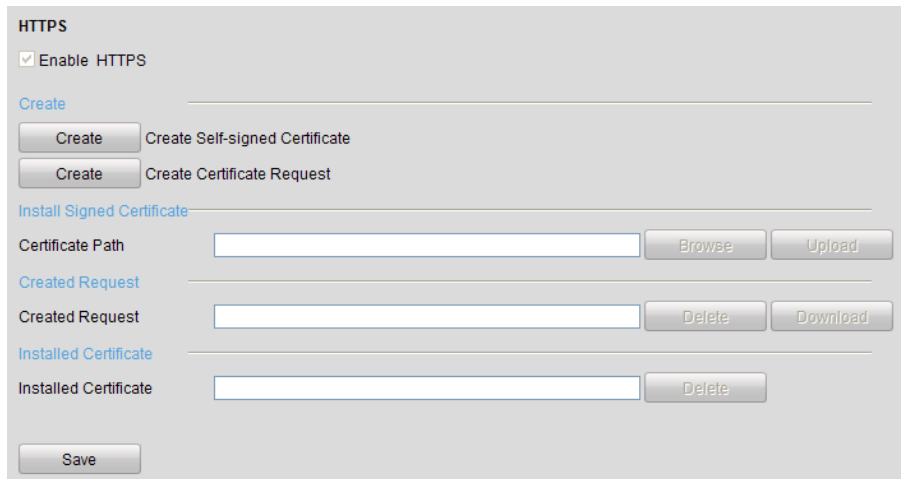 HTTPS
Enable HTTPS
Create
Create Create Self-signed Certificate
Create Create Certificate Request
Install Signed Certificate
Certificate Path Browse Upload
Created Request
Created Request Delete Download
Installed Certificate
Installed Certificate Delete
Save